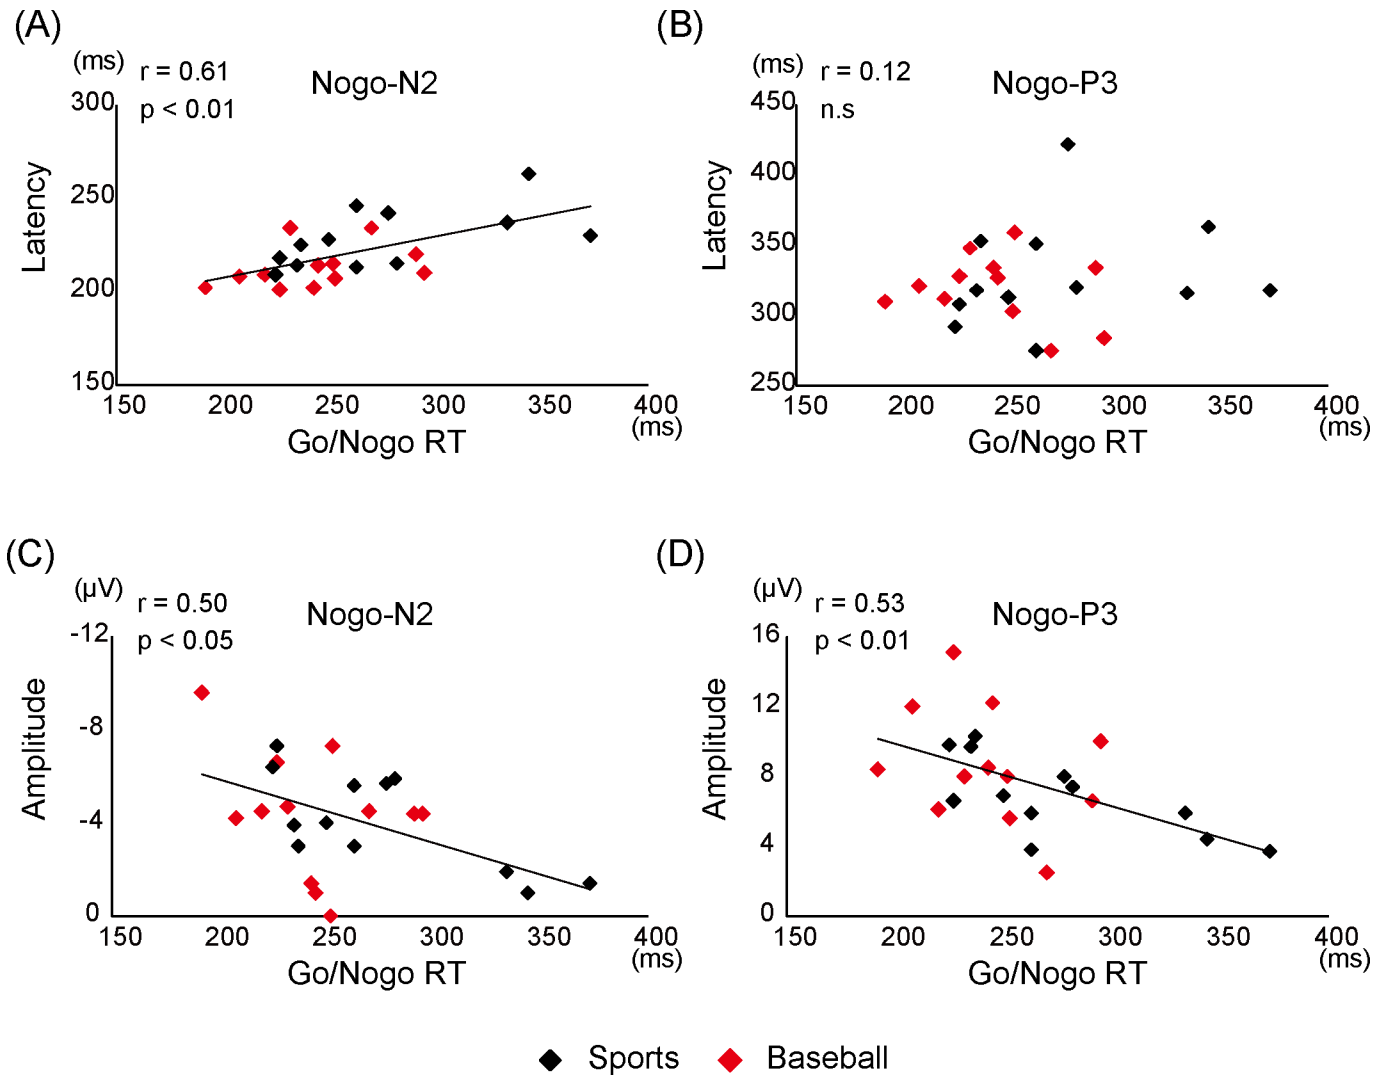 (A)
(ms)
r = 0.61
p < 0.01
Nogo-N2
300
250
200
150
Latency
150 200 250 300 350 400
(ms)
Go/Nogo RT
(B)
(ms)
r = 0.12
n.s
Nogo-P3
450
400
350
300
250
Latency
150 200 250 300 350 400
(ms)
Go/Nogo RT
(C)
(µV)
r = 0.50
p < 0.05
Nogo-N2
-12
-8
-4
0
Amplitude
150 200 250 300 350 400
(ms)
Go/Nogo RT
(D)
(µV)
r = 0.53
p < 0.01
Nogo-P3
16
12
8
4
0
Amplitude
150 200 250 300 350 400
(ms)
Go/Nogo RT
Sports Baseball